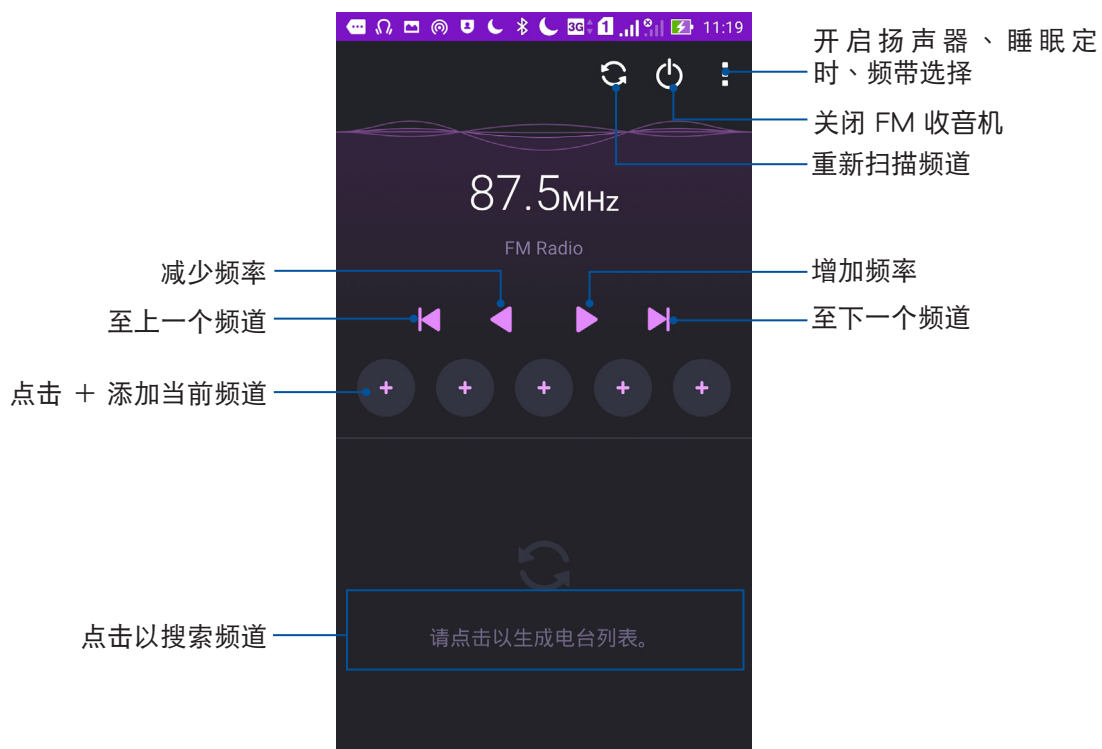 3G 1 11:19
开启扬声器、睡眠定
时、频带选择
关闭 FM 收音机
重新扫描频道
87.5MHz
FM Radio
减少频率
增加频率
至上一个频道
至下一个频道
点击 + 添加当前频道
+ + + + +
点击以搜索频道
请点击以生成电台列表。